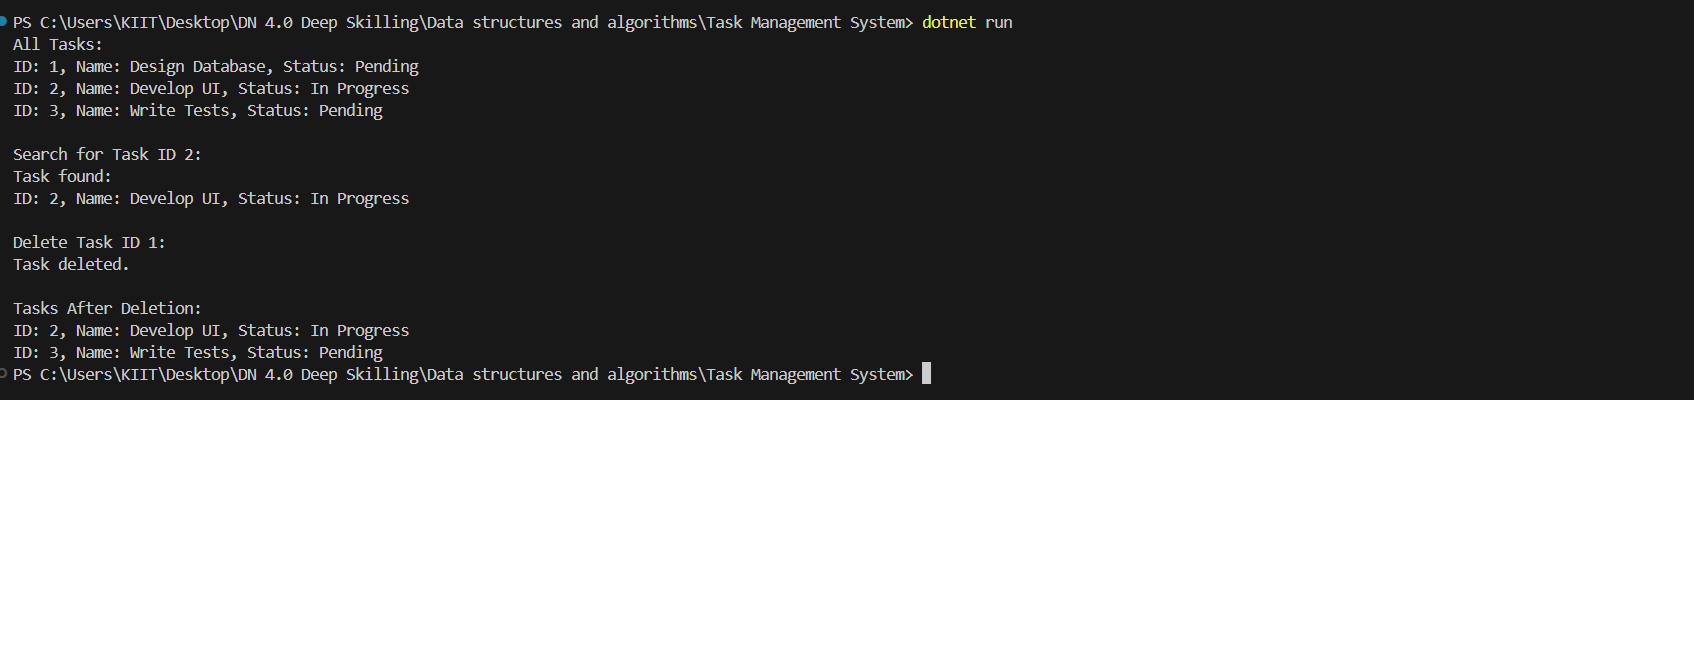 PS C:\Users\KIIT\Desktop\DN 4.0 Deep Skilling\Data structures and algorithms\Task Management System> dotnet run
All Tasks:
ID: 1, Name: Design Database, Status: Pending
ID: 2, Name: Develop UI, Status: In Progress
ID: 3, Name: Write Tests, Status: Pending
Search for Task ID 2:
Task found:
ID: 2, Name: Develop UI, Status: In Progress
Delete Task ID 1:
Task deleted.
Tasks After Deletion:
ID: 2, Name: Develop UI, Status: In Progress
ID: 3, Name: Write Tests, Status: Pending
PS C:\Users\KIIT\Desktop\DN 4.0 Deep Skilling\Data structures and algorithms\Task Management System>